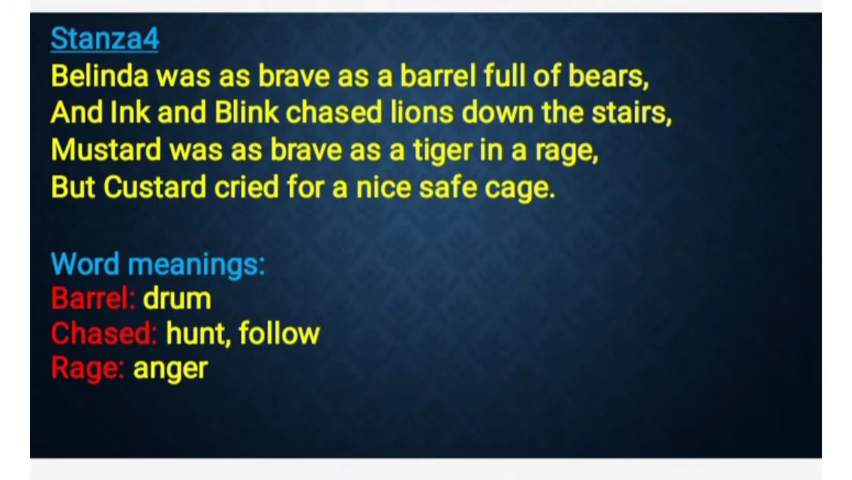 Stanza4
Belinda was as brave as a barrel full of bears,
And Ink and Blink chased lions down the stairs,
Mustard was as brave as a tiger in a rage,
But Custard cried for a nice safe cage.
Word meanings:
Barrel: drum
Chased: hunt, follow
Rage: anger